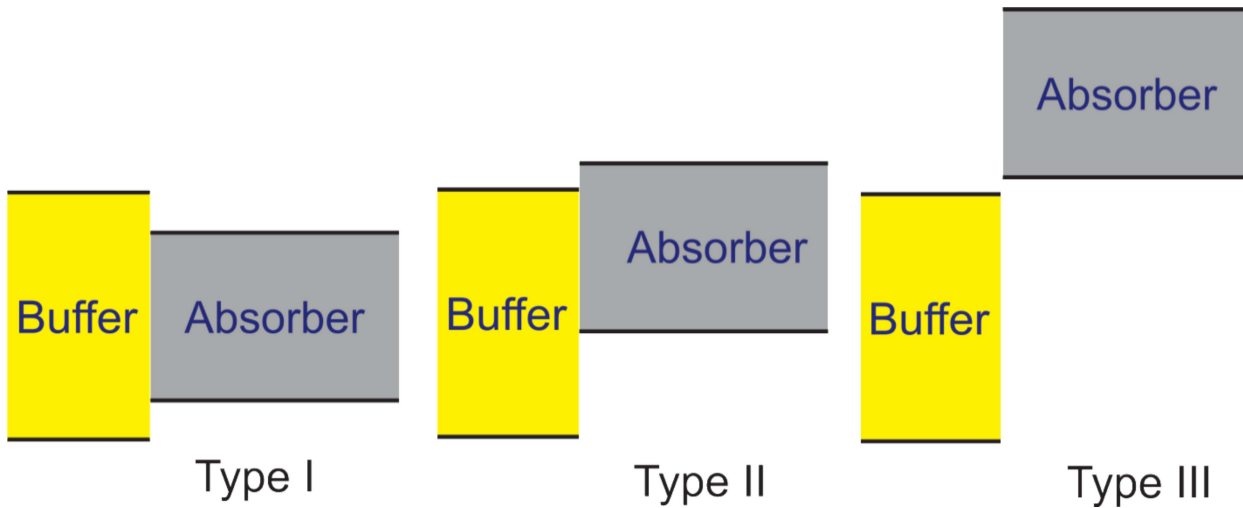 Buffer
Absorber
Type I
Buffer
Absorber
Type II
Buffer
Absorber
Type III